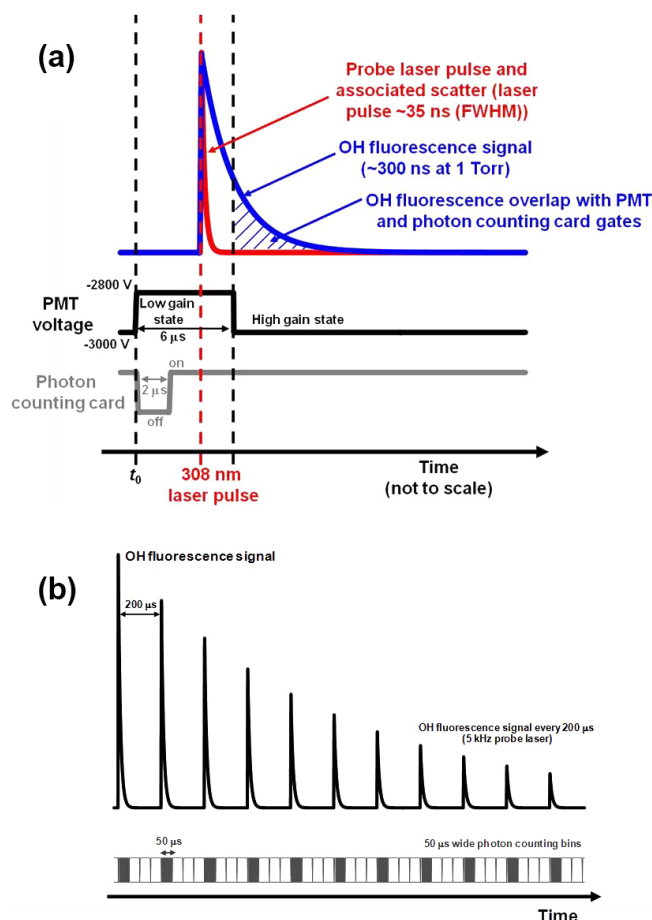 (a)
Probe laser pulse and
associated scatter (laser
pulse ~35 ns (FWHM))
OH fluorescence signal
(~300 ns at 1 Torr)
OH fluorescence overlap with PMT
and photon counting card gates
-2800 V
PMT
voltage
-3000 V
Low gain
state
6 μs
High gain state
Photon
counting card
on
2 μs
off
t0
308 nm
laser pulse
Time
(not to scale)
(b)
OH fluorescence signal
200 μs
OH fluorescence signal every 200 μs
(5 kHz probe laser)
50 μs
50 μs wide photon counting bins
Time